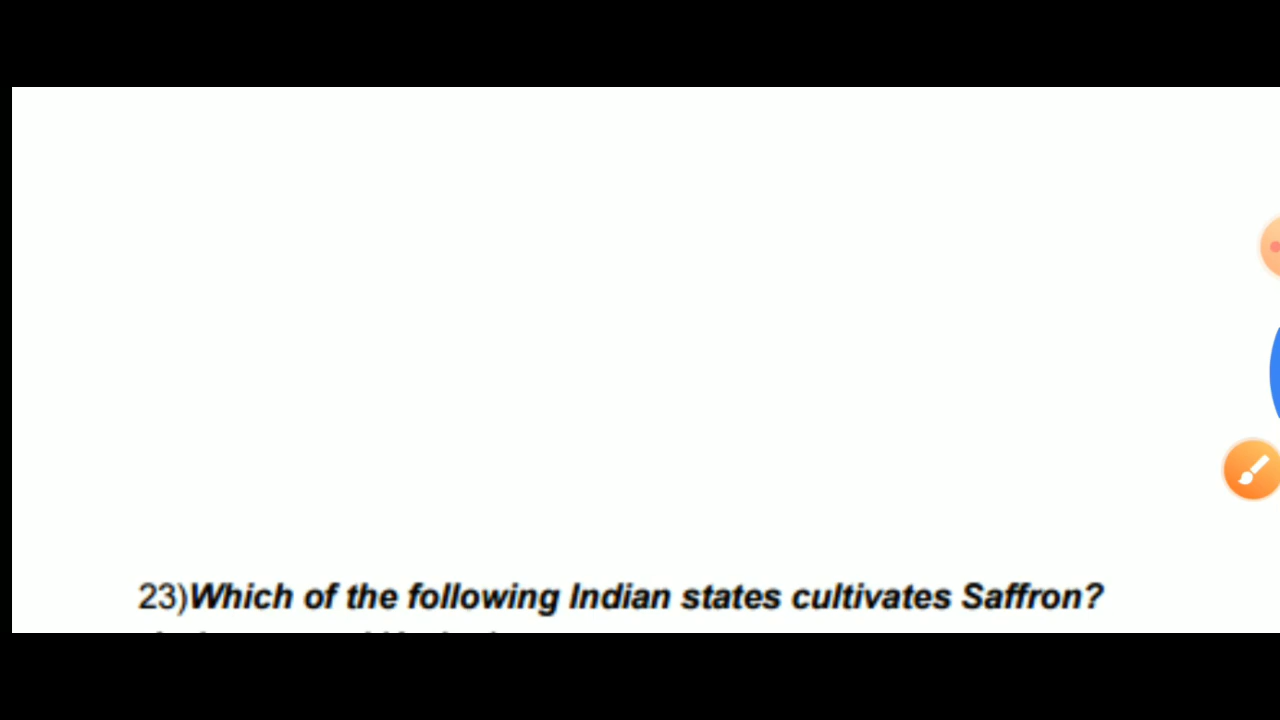 23)Which of the following Indian states cultivates Saffron?